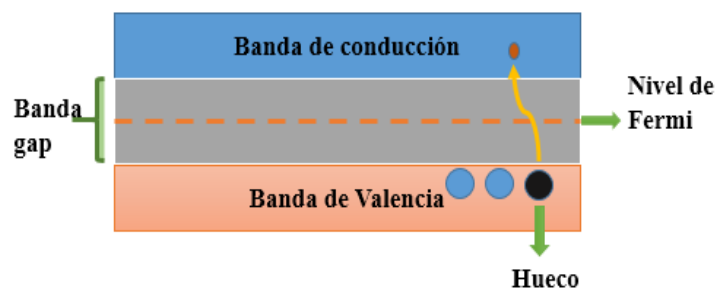 Banda de conducción
Banda
gap
Nivel de
Fermi
Banda de Valencia
Hueco